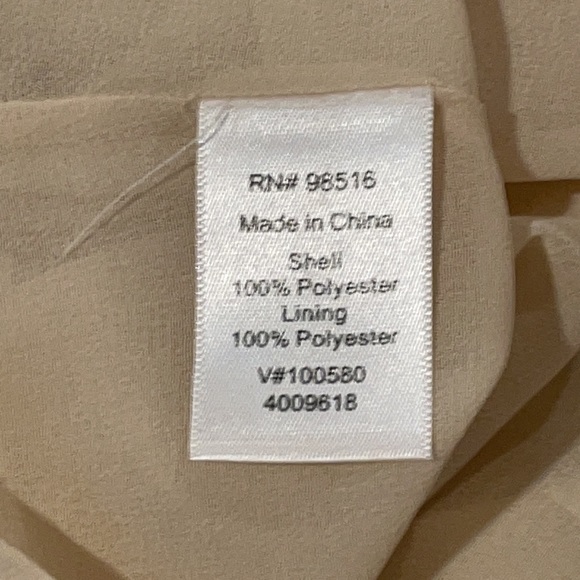 RN# 98516
Made in China
Shell
100% Polyester
Lining
100% Polyester
V#100580
4009618